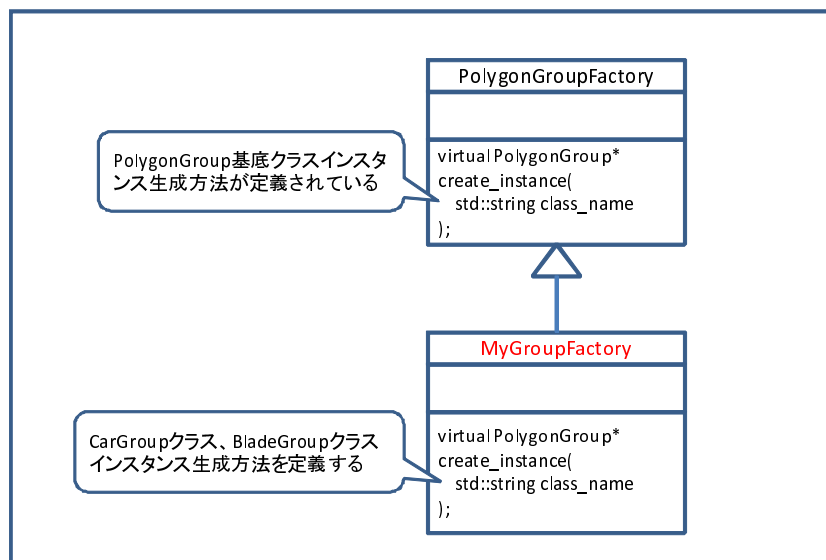 PolygonGroupFactory
PolygonGroup基底クラスインスタ
ンス生成方法が定義されている
virtual PolygonGroup*
create_instance(
std::string class_name
);
MyGroupFactory
CarGroupクラス、BladeGroupクラス
インスタンス生成方法を定義する
virtual PolygonGroup*
create_instance(
std::string class_name
);